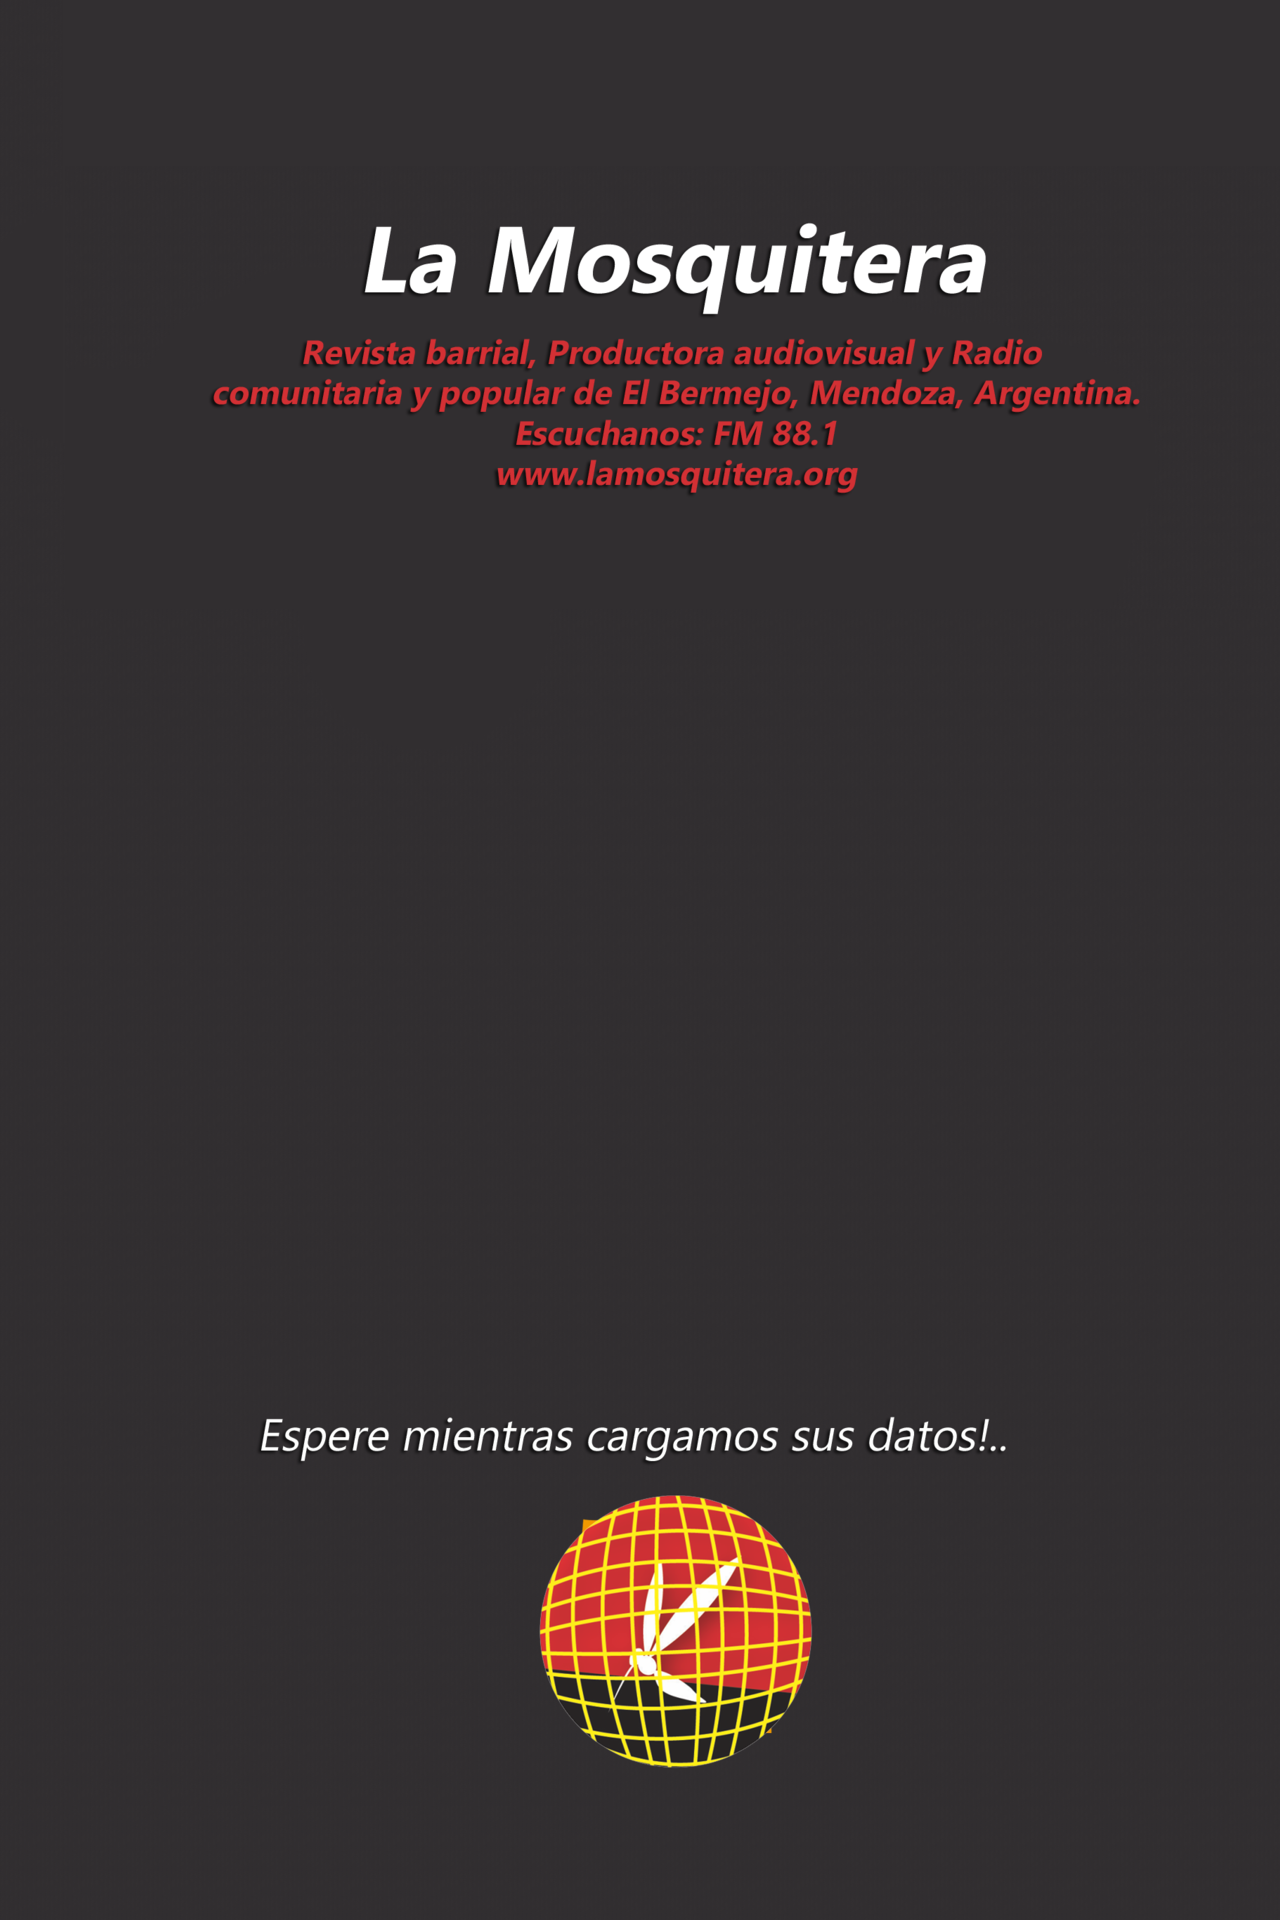 La Mosquitera
Revista barrial, Productora audiovisual y Radio
comunitaria y popular de El Bermejo, Mendoza, Argentina.
Escuchanos: FM 88.1
www.lamosquitera.org
Espere mientras cargamos sus datos!..